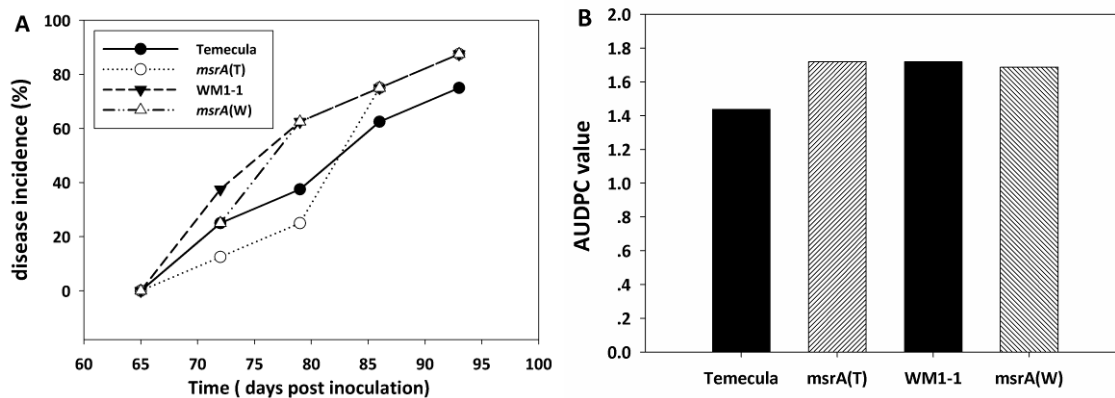 A
Temecula
msrA(T)
WM1-1
msrA(W)
disease incidence (%)
100
80
60
40
20
0
60 65 70 75 80 85 90 95 100
Time ( days post inoculation)
B
AUDPC value
2.0
1.8
1.6
1.4
1.2
1.0
.8
.6
.4
.2
0.0
Temecula msrA(T) WM1-1 msrA(W)